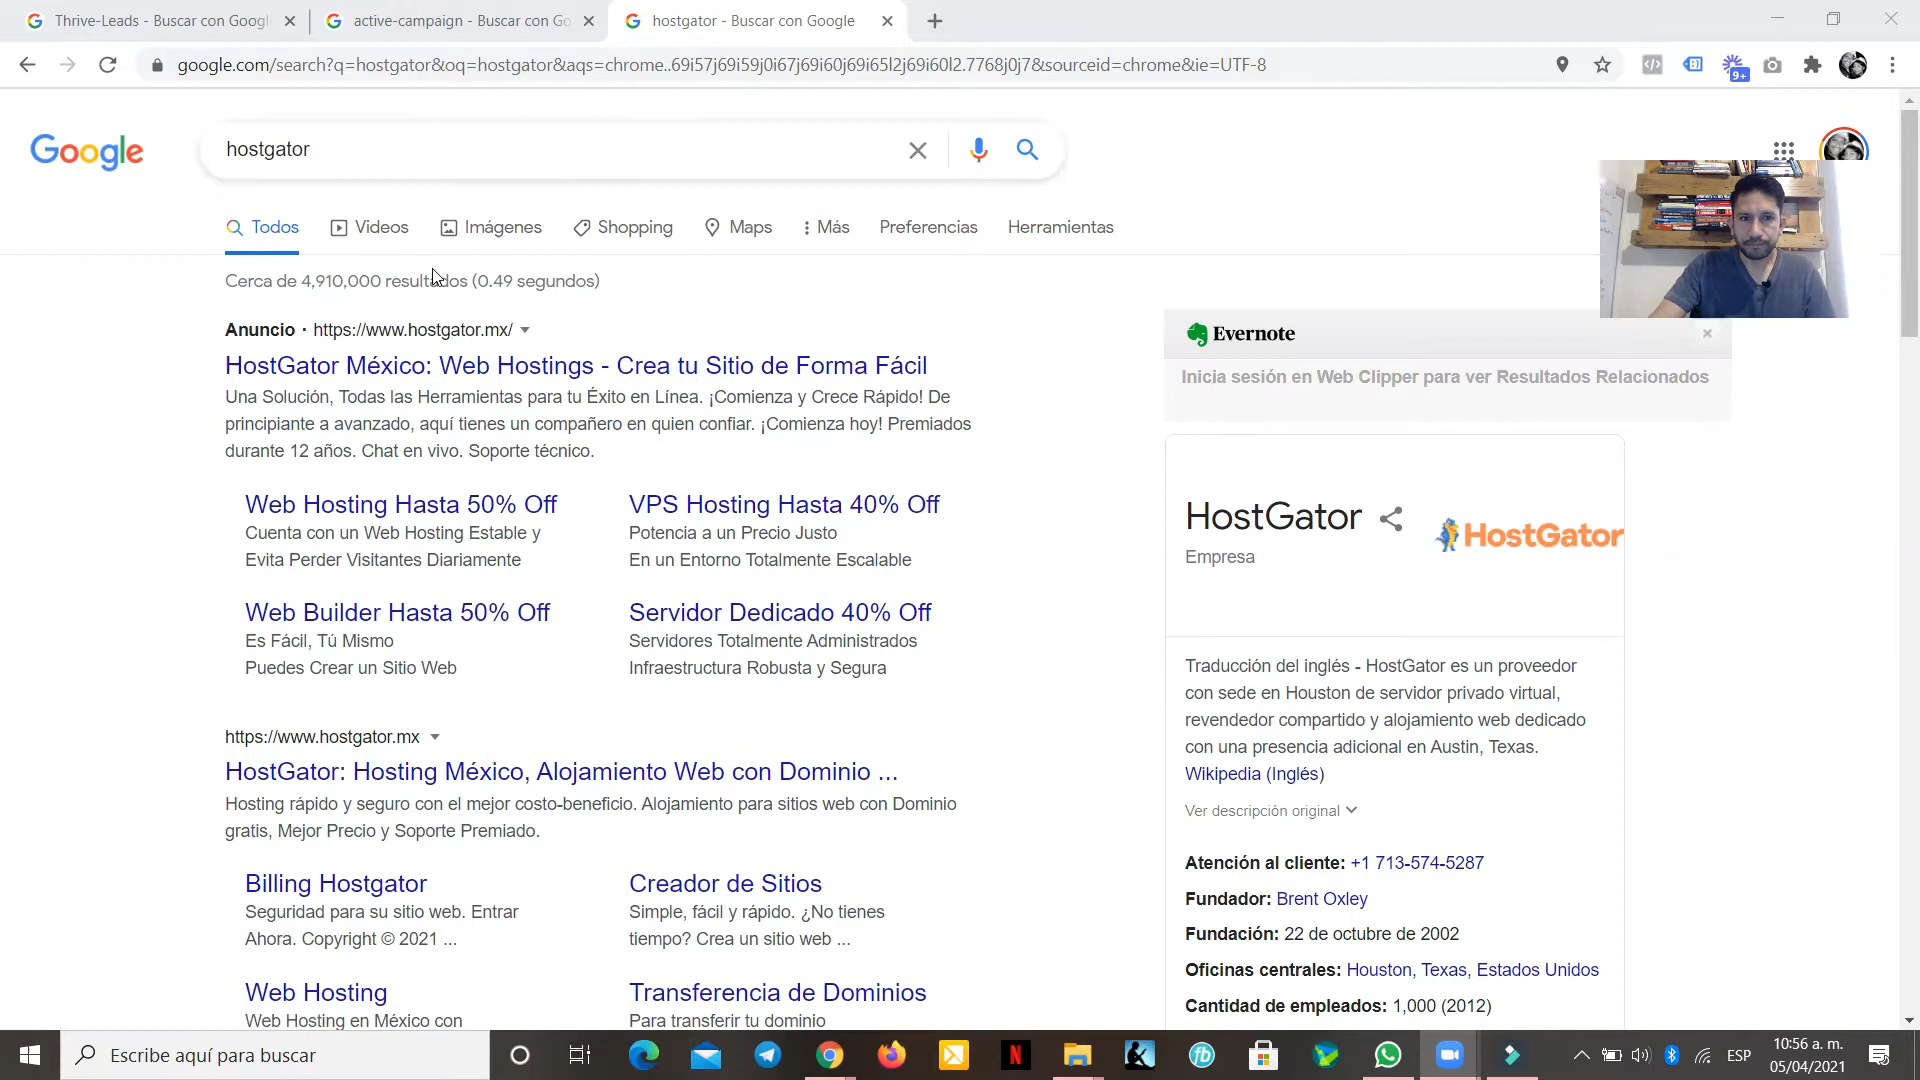 Thrive-Leads - Buscar con Google
active-campaign - Buscar con Go
hostgator - Buscar con Google
google.com/search?q=hostgator&oq=hostgator&aqs=chrome..69i57j69i59j0i67j69i60j69i65l2j69i60l2.7768j0j7&sourceid=chrome&ie=UTF-8
9+
Google
hostgator
Todos
Videos
Imágenes
Shopping
Maps
Más
Preferencias
Herramientas
Cerca de 4,910,000 resultados (0.49 segundos)
Anuncio · https://www.hostgator.mx/
HostGator México: Web Hostings - Crea tu Sitio de Forma Fácil
Una Solución, Todas las Herramientas para tu Éxito en Línea. ¡Comienza y Crece Rápido! De
principiante a avanzado, aquí tienes un compañero en quien confiar. ¡Comienza hoy! Premiados
durante 12 años. Chat en vivo. Soporte técnico.
Web Hosting Hasta 50% Off
Cuenta con un Web Hosting Estable y
Evita Perder Visitantes Diariamente
VPS Hosting Hasta 40% Off
Potencia a un Precio Justo
En un Entorno Totalmente Escalable
Web Builder Hasta 50% Off
Es Fácil, Tú Mismo
Puedes Crear un Sitio Web
Servidor Dedicado 40% Off
Servidores Totalmente Administrados
Infraestructura Robusta y Segura
https://www.hostgator.mx
HostGator: Hosting México, Alojamiento Web con Dominio ...
Hosting rápido y seguro con el mejor costo-beneficio. Alojamiento para sitios web con Dominio
gratis, Mejor Precio y Soporte Premiado.
Billing Hostgator
Seguridad para su sitio web. Entrar
Ahora. Copyright © 2021 ...
Creador de Sitios
Simple, fácil y rápido. ¿No tienes
tiempo? Crea un sitio web ...
Web Hosting
Web Hosting en México con
Transferencia de Dominios
Para transferir tu dominio
Evernote
Inicia sesión en Web Clipper para ver Resultados Relacionados
HostGator
Empresa
HostGator
Traducción del inglés - HostGator es un proveedor
con sede en Houston de servidor privado virtual,
revendedor compartido y alojamiento web dedicado
con una presencia adicional en Austin, Texas.
Wikipedia (Inglés)
Ver descripción original
Atención al cliente: +1 713-574-5287
Fundador: Brent Oxley
Fundación: 22 de octubre de 2002
Oficinas centrales: Houston, Texas, Estados Unidos
Cantidad de empleados: 1,000 (2012)
Escribe aquí para buscar
N
fb
ESP
10:56 a. m.
05/04/2021